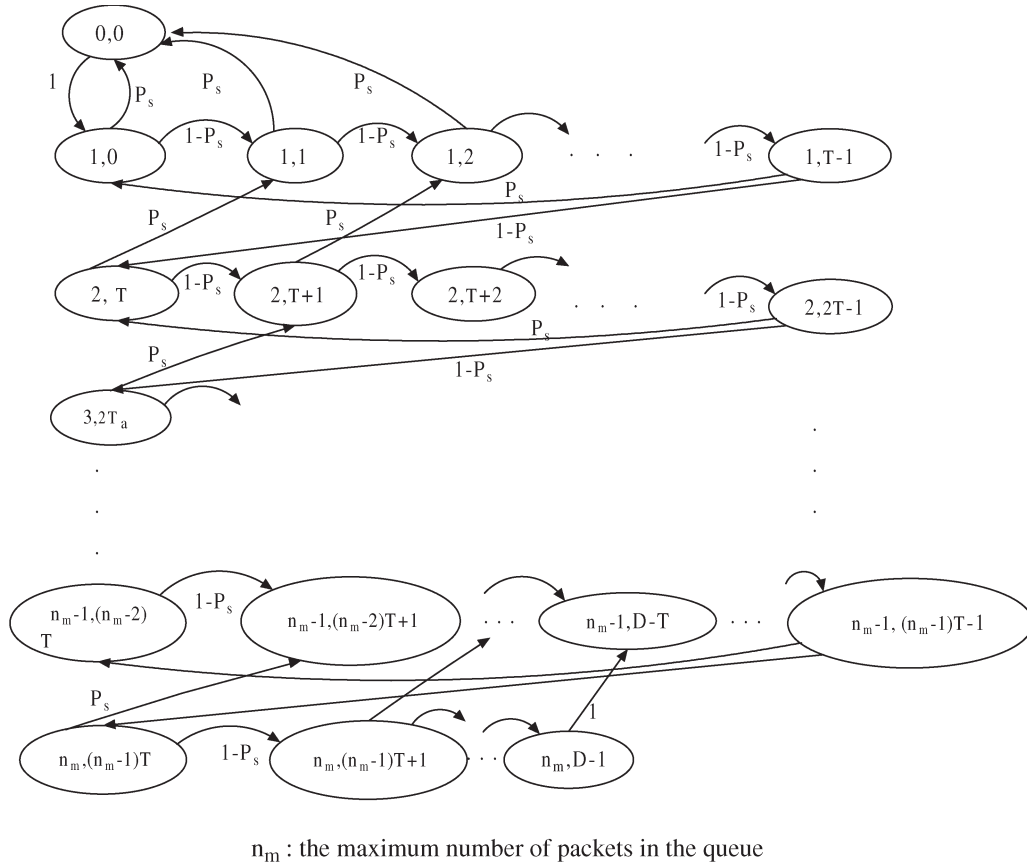 0,0
1
P_s
P_s
P_s
1,0
1-P_s
1,1
1-P_s
1,2
. . .
1-P_s
1,T-1
P_s
P_s
P_s
1-P_s
2, T
1-P_s
2,T+1
1-P_s
2,T+2
. . .
1-P_s
2,2T-1
P_s
P_s
1-P_s
3,2T_a
n_m-1,(n_m-2)
T
1-P_s
n_m-1,(n_m-2)T+1
. . .
n_m-1,D-T
. . .
n_m-1, (n_m-1)T-1
P_s
1
n_m,(n_m-1)T
1-P_s
n_m,(n_m-1)T+1
. . .
n_m,D-1
n_m : the maximum number of packets in the queue